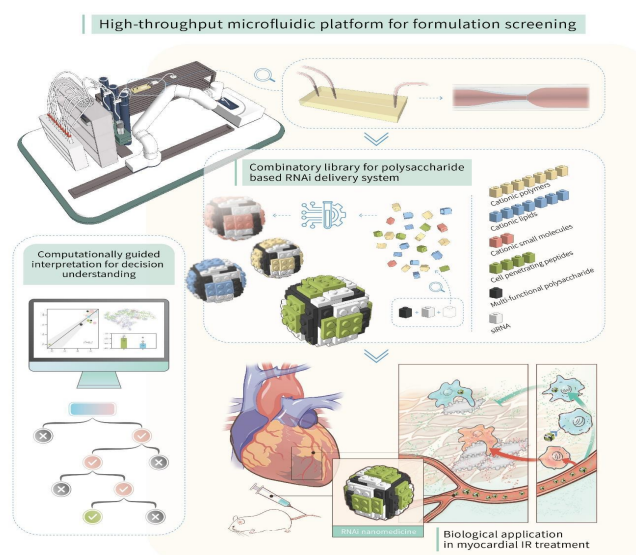 High-throughput microfluidic platform for formulation screening
Combinatory library for polysaccharide
based RNAi delivery system
Cationic polymers
Cationic lipids
Cationic small molecules
Cell penetrating peptides
Multi-functional polysaccharide
siRNA
Computationally guided
interpretation for decision
understanding
RNAi nanomedicine
Biological application
in myocardial IR treatment